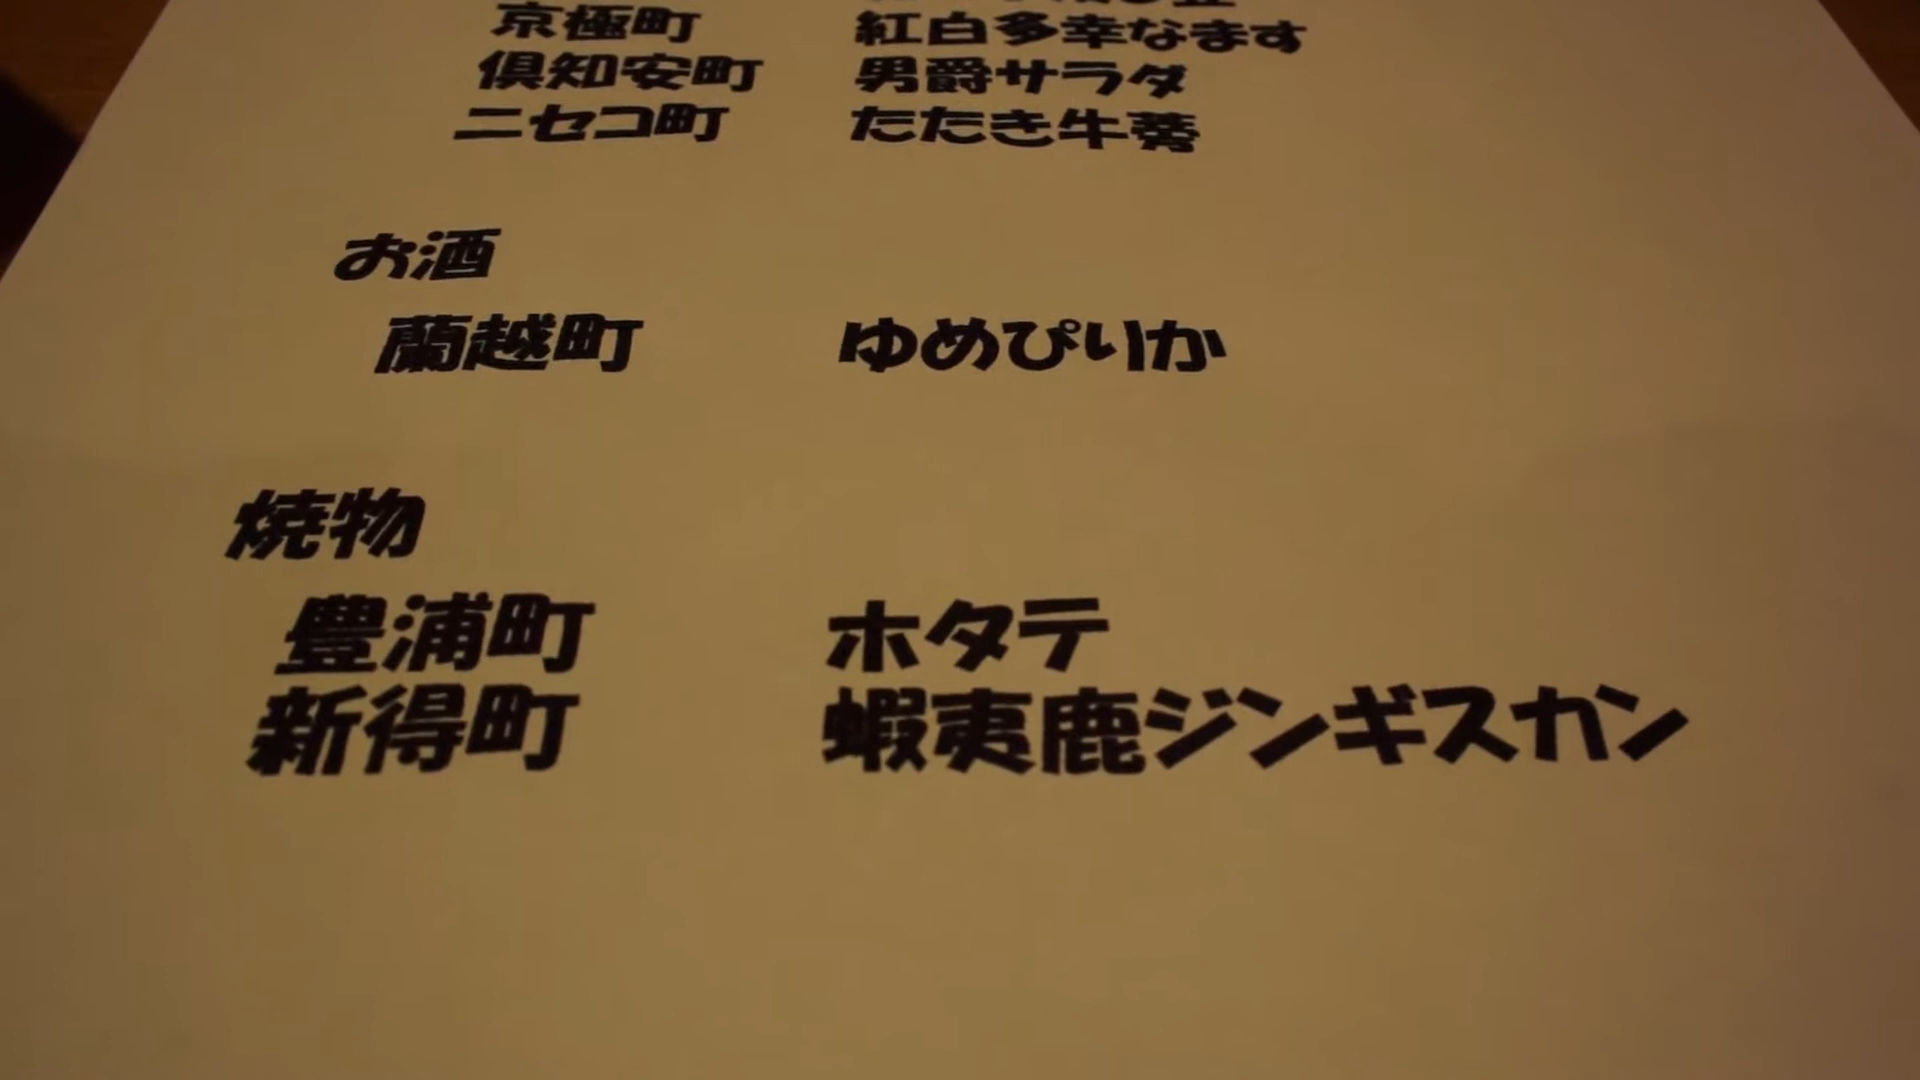 京極町 紅白多幸なます
倶知安町 男爵サラダ
ニセコ町 たたき牛蒡
お酒
蘭越町 ゆめぴりか
焼物
豊浦町 ホタテ
新得町 蝦夷鹿ジンギスカン